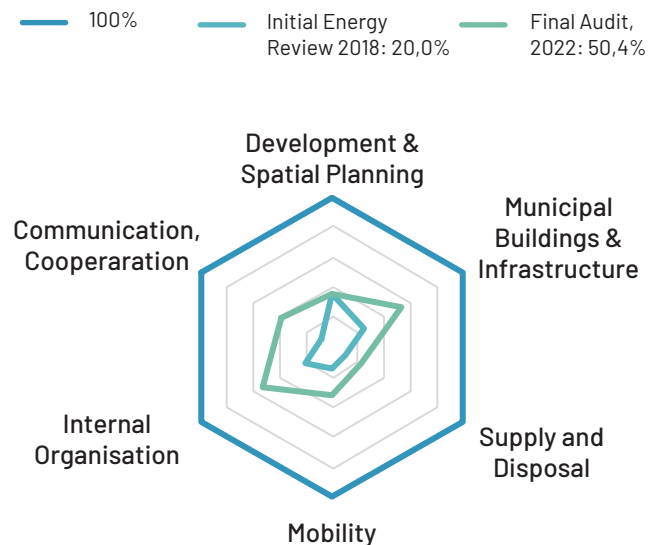 100%
Initial Energy
Review 2018: 20,0%
Final Audit,
2022: 50,4%
Development &
Spatial Planning
Municipal
Buildings &
Infrastructure
Communication,
Cooperaration
Internal
Organisation
Supply and
Disposal
Mobility